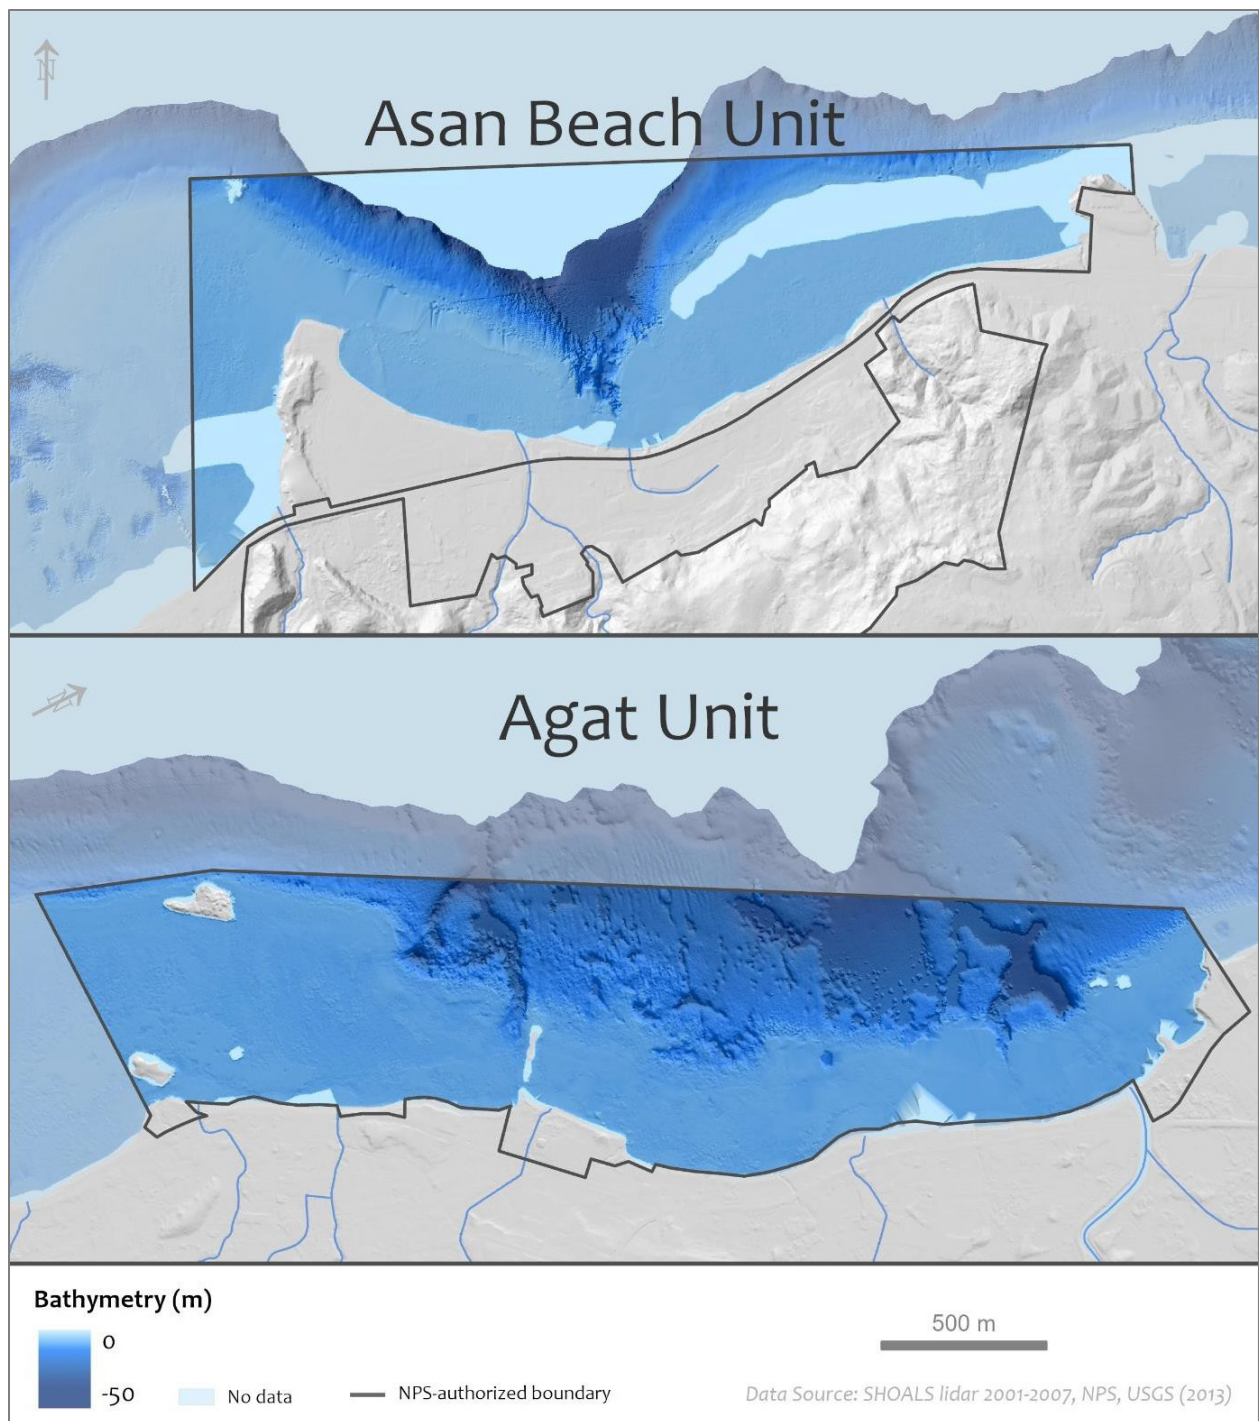 N
Asan Beach Unit
N
Agat Unit
Bathymetry (m)
0
-50
No data
NPS-authorized boundary
500 m
Data Source: SHOALS lidar 2001-2007, NPS, USGS (2013)